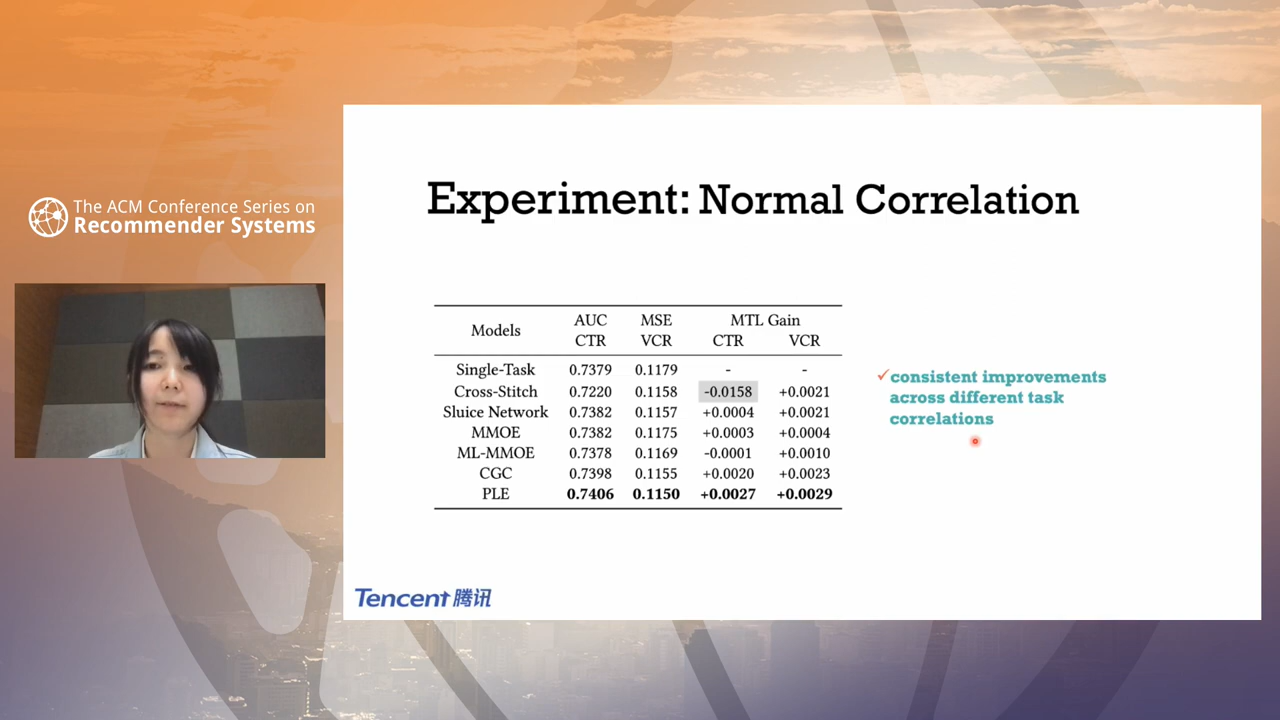 The ACM Conference Series on
Recommender Systems
Experiment: Normal Correlation
Models AUC CTR MSE VCR MTL Gain CTR VCR
Single-Task 0.7379 0.1179 - -
Cross-Stitch 0.7220 0.1158 -0.0158 +0.0021
Sluice Network 0.7382 0.1157 +0.0004 +0.0021
MMOE 0.7382 0.1175 +0.0003 +0.0004
ML-MMOE 0.7378 0.1169 -0.0001 +0.0010
CGC 0.7398 0.1155 +0.0020 +0.0023
PLE 0.7406 0.1150 +0.0027 +0.0029
✓consistent improvements
across different task
correlations
Tencent 腾讯